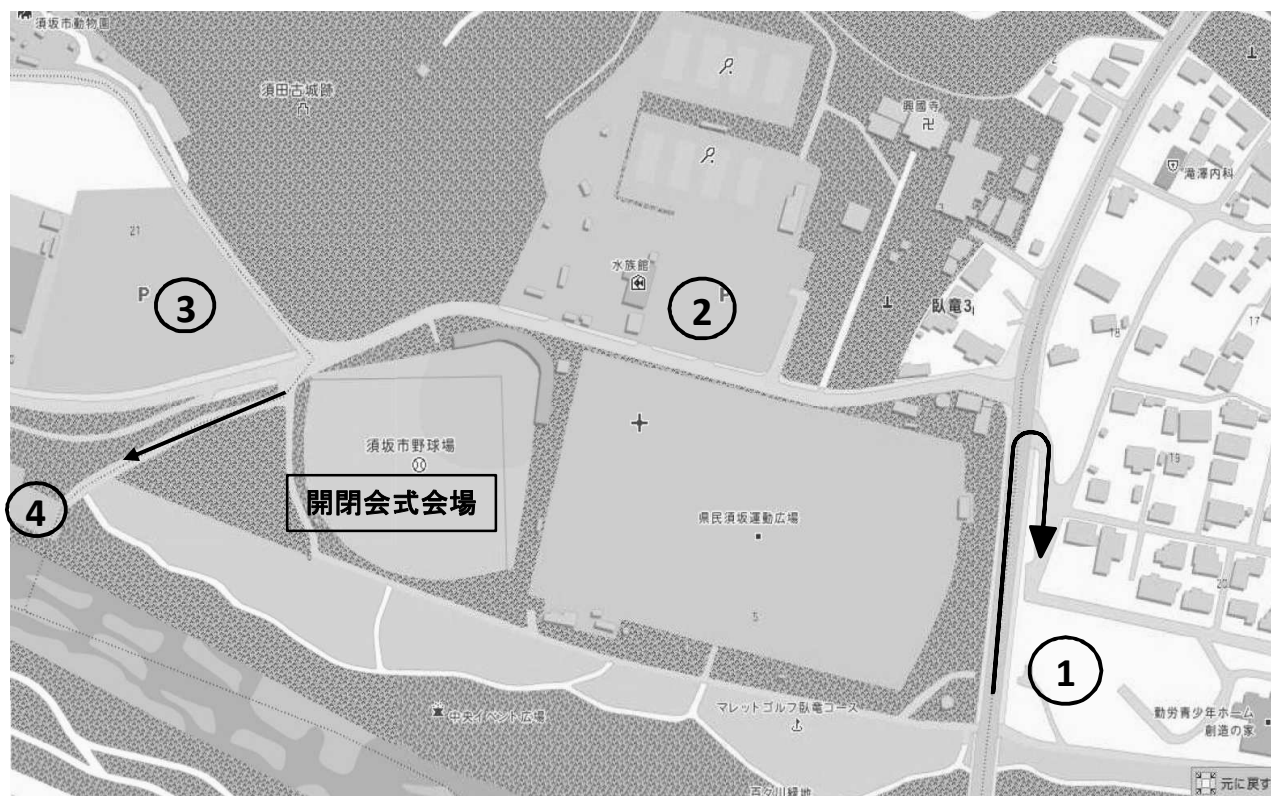 須坂市動物園
須田古城跡
2
興國寺
滝澤内科
21
P
3
水族館
2
P
臥竜3
18
17
須坂市野球場
開閉会式会場
4
県民須坂運動広場
19
20
5
1
マレットゴルフ臥竜コース
中央イベント広場
勤労青少年ホーム
創造の家
百々川緑地
元に戻す